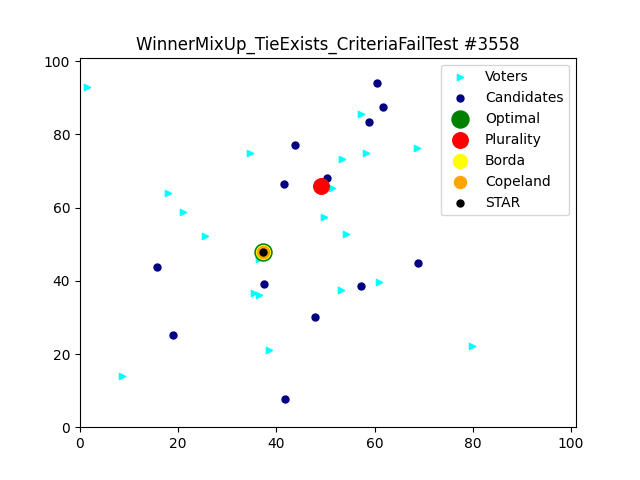 WinnerMixUp_TieExists_CriteriaFailTest #3558
100
80
60
40
20
0
0 20 40 60 80 100
Voters
Candidates
Optimal
Plurality
Borda
Copeland
STAR